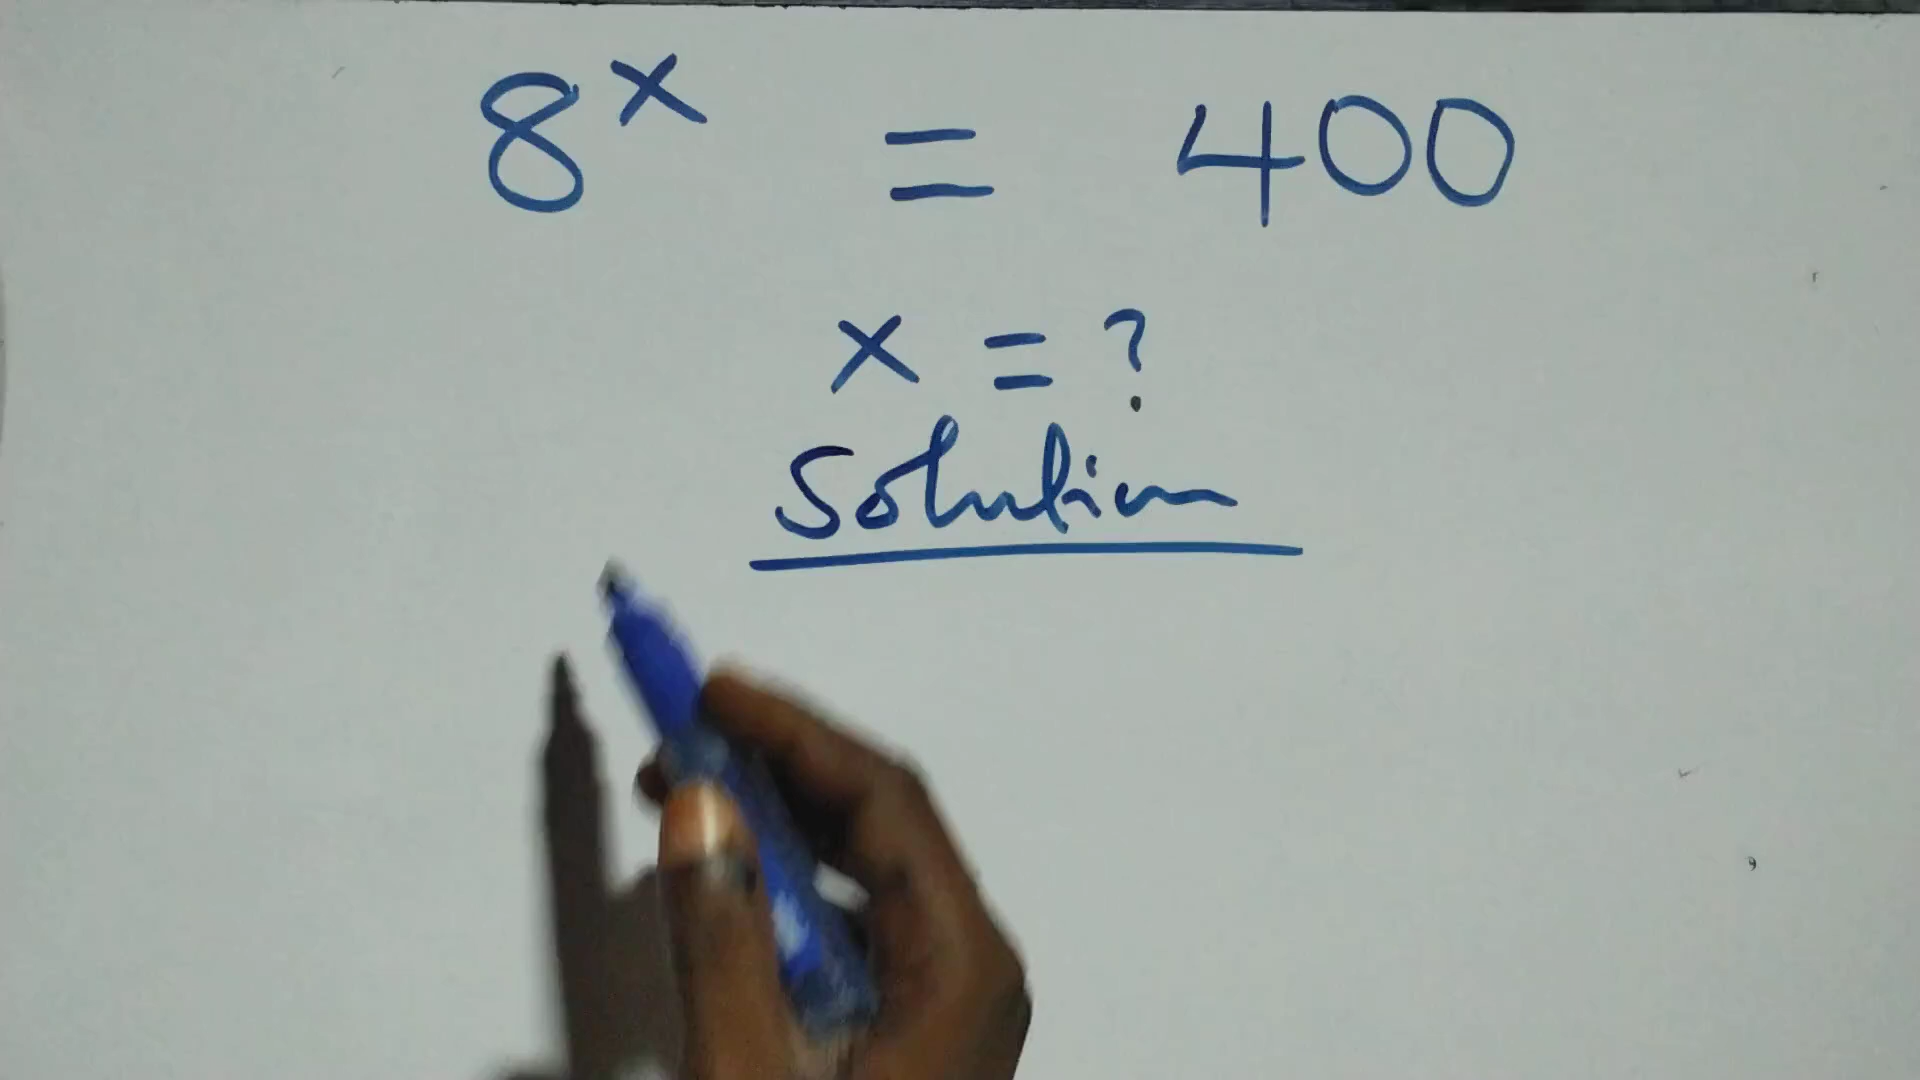 8^x = 400
x = ?
Solution